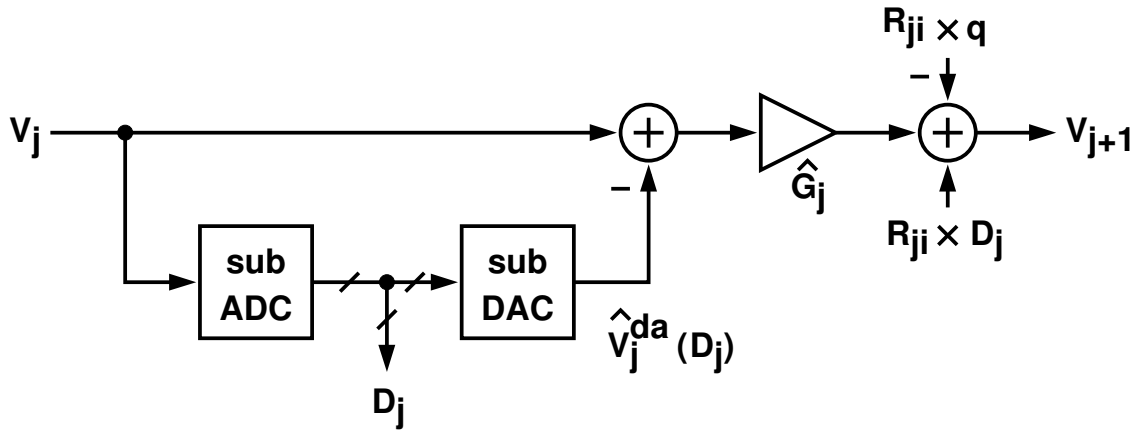 R_ji × q
−
V_j
+
+
V_j+1
−
Ĝ_j
R_ji × D_j
sub
ADC
sub
DAC
V̂_j^da (D_j)
D_j